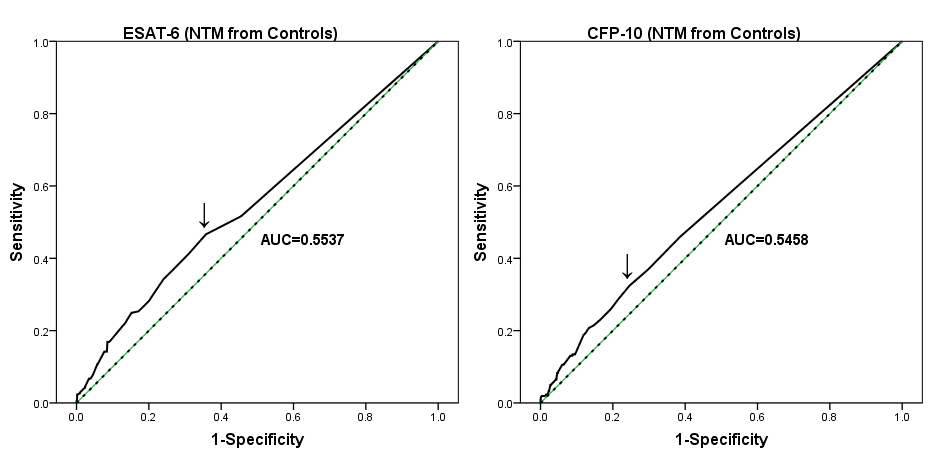 ESAT-6 (NTM from Controls)
1.0
0.8
0.6
0.4
0.2
0.0
Sensitivity
AUC=0.5537
0.0 0.2 0.4 0.6 0.8 1.0
1-Specificity
CFP-10 (NTM from Controls)
1.0
0.8
0.6
0.4
0.2
0.0
Sensitivity
AUC=0.5458
0.0 0.2 0.4 0.6 0.8 1.0
1-Specificity